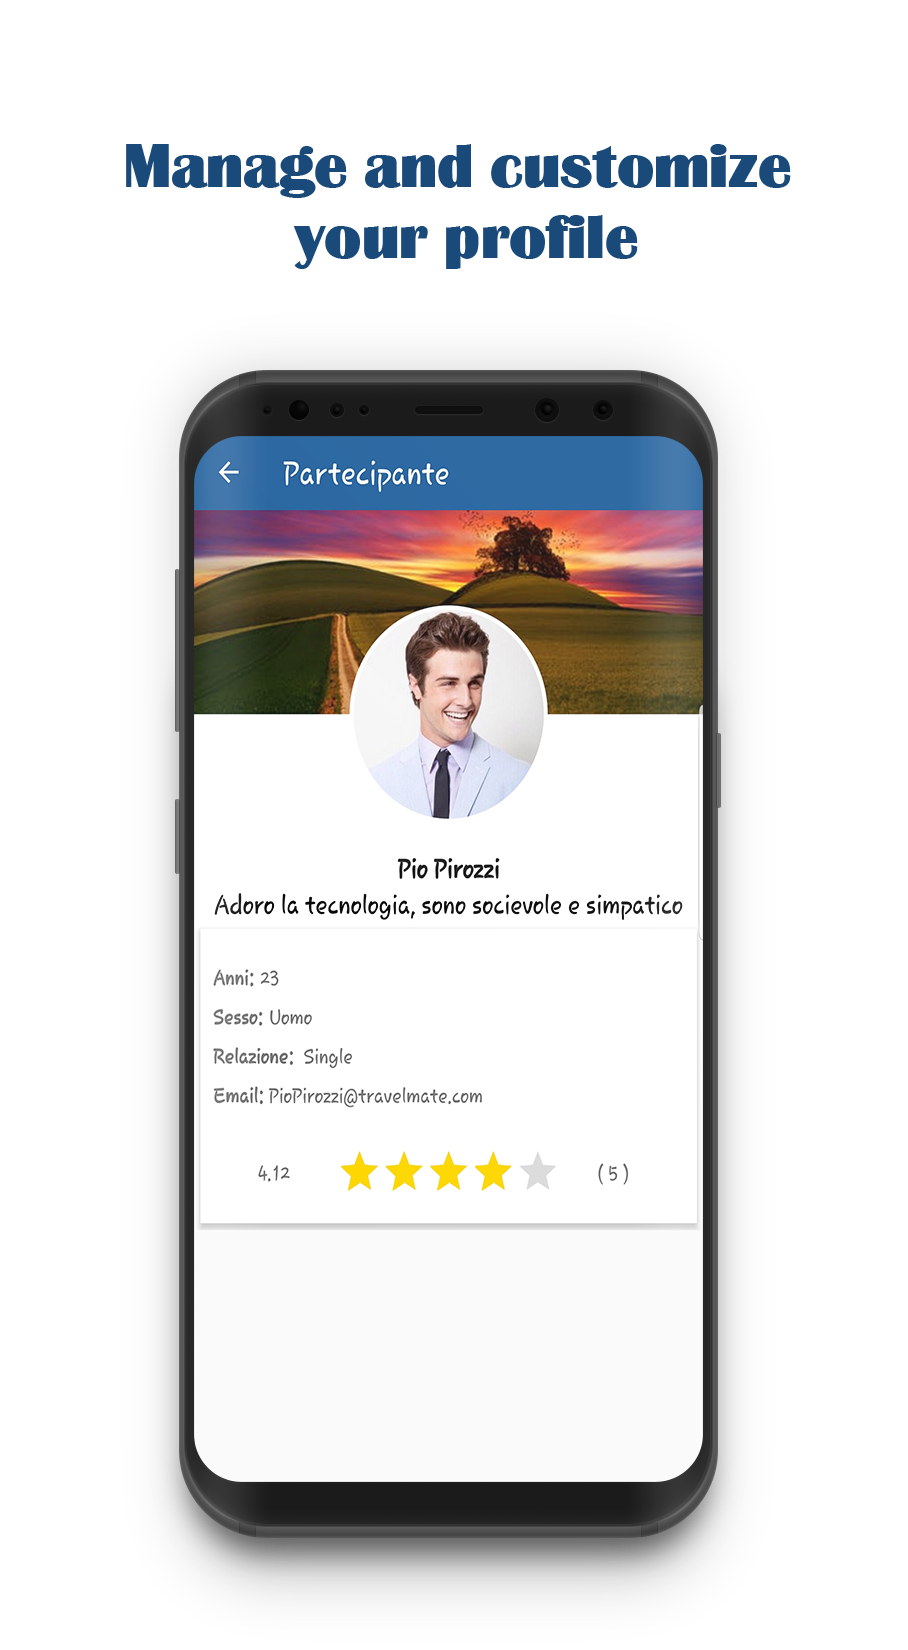 Manage and customize
your profile
Partecipante
Pio Pirozzi
Adoro la tecnologia, sono socievole e simpatico
Anni: 23
Sesso: Uomo
Relazione: Single
Email: PioPirozzi@travelmate.com
4.12 (5)